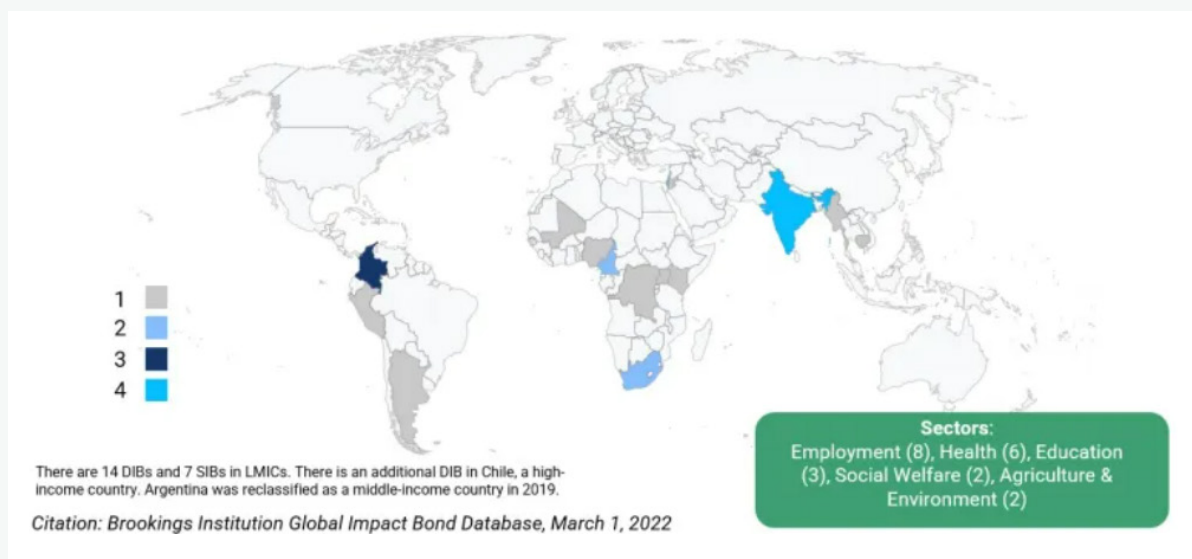 1
2
3
4
There are 14 DIBs and 7 SIBs in LMICs. There is an additional DIB in Chile, a high-
income country. Argentina was reclassified as a middle-income country in 2019.
Citation: Brookings Institution Global Impact Bond Database, March 1, 2022
Sectors:
Employment (8), Health (6), Education
(3), Social Welfare (2), Agriculture &
Environment (2)